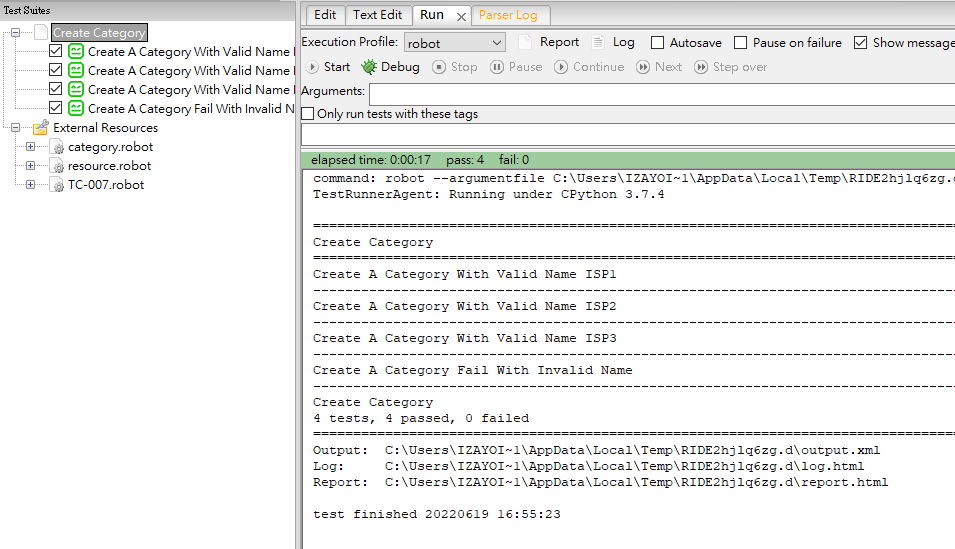 Test Suites
Create Category
Create A Category With Valid Name
Create A Category With Valid Name
Create A Category With Valid Name
Create A Category Fail With Invalid N
External Resources
category.robot
resource.robot
TC-007.robot
Edit Text Edit Run Parser Log
Execution Profile: robot Report Log Autosave Pause on failure Show message
Start Debug Stop Pause Continue Next Step over
Arguments:
Only run tests with these tags
elapsed time: 0:00:17 pass: 4 fail: 0
command: robot --argumentfile C:\Users\IZAYOI~1\AppData\Local\Temp\RIDE2hjlq6zg.
TestRunnerAgent: Running under CPython 3.7.4
==============================================================================
Create Category
==============================================================================
Create A Category With Valid Name ISP1
------------------------------------------------------------------------------
Create A Category With Valid Name ISP2
------------------------------------------------------------------------------
Create A Category With Valid Name ISP3
------------------------------------------------------------------------------
Create A Category Fail With Invalid Name
------------------------------------------------------------------------------
Create Category
4 tests, 4 passed, 0 failed
==============================================================================
Output: C:\Users\IZAYOI~1\AppData\Local\Temp\RIDE2hjlq6zg.d\output.xml
Log: C:\Users\IZAYOI~1\AppData\Local\Temp\RIDE2hjlq6zg.d\log.html
Report: C:\Users\IZAYOI~1\AppData\Local\Temp\RIDE2hjlq6zg.d\report.html
test finished 20220619 16:55:23